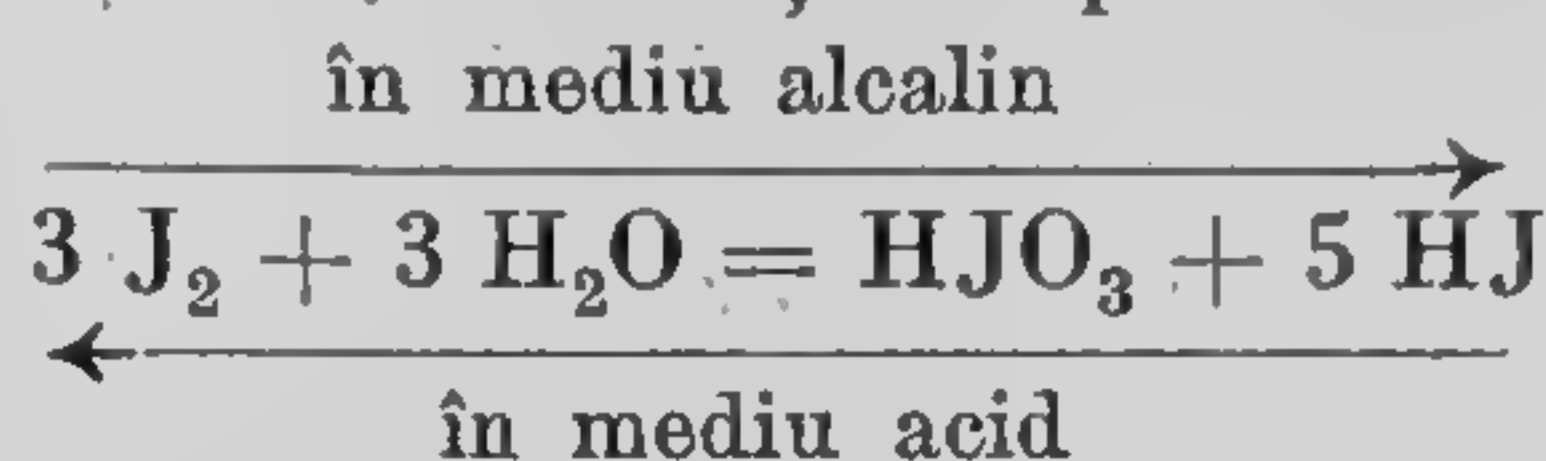 în mediu alcalin
3 J₂ + 3 H₂O = HJO₃ + 5 HJ
în mediu acid